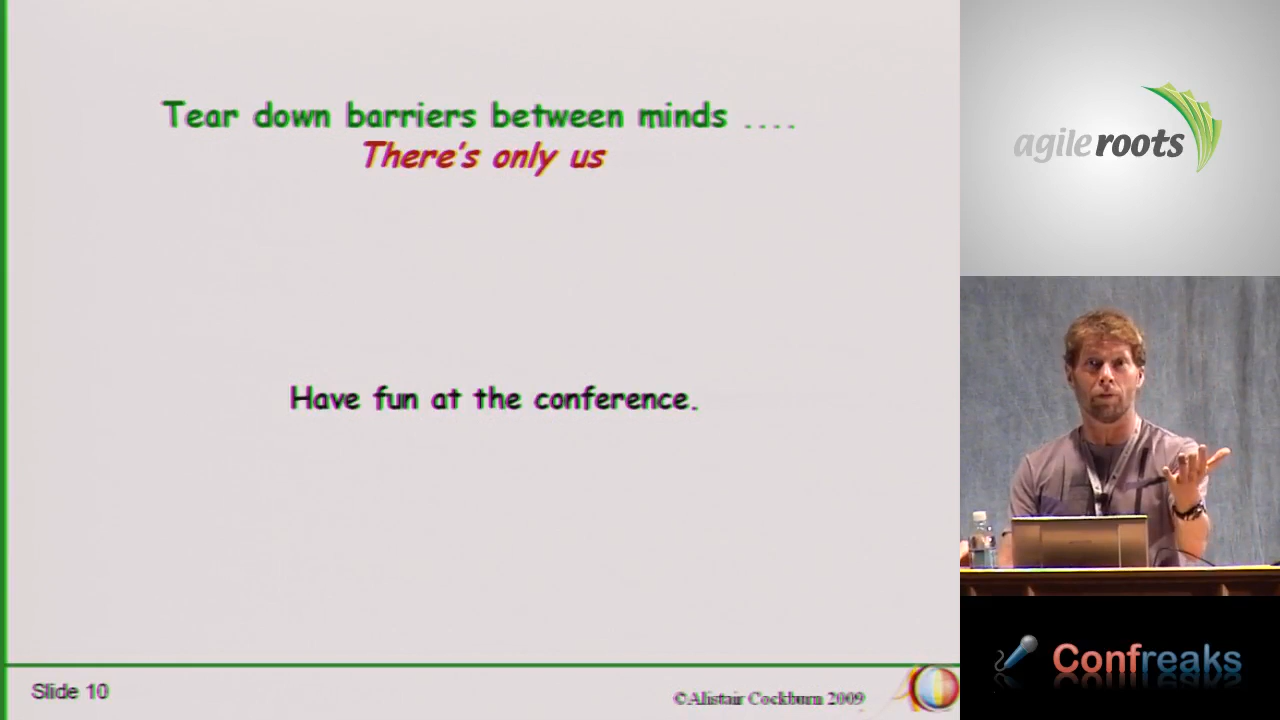 Tear down barriers between minds ....
There's only us
Have fun at the conference.
Slide 10
©Alistair Cockburn 2009
agile roots
Confreaks